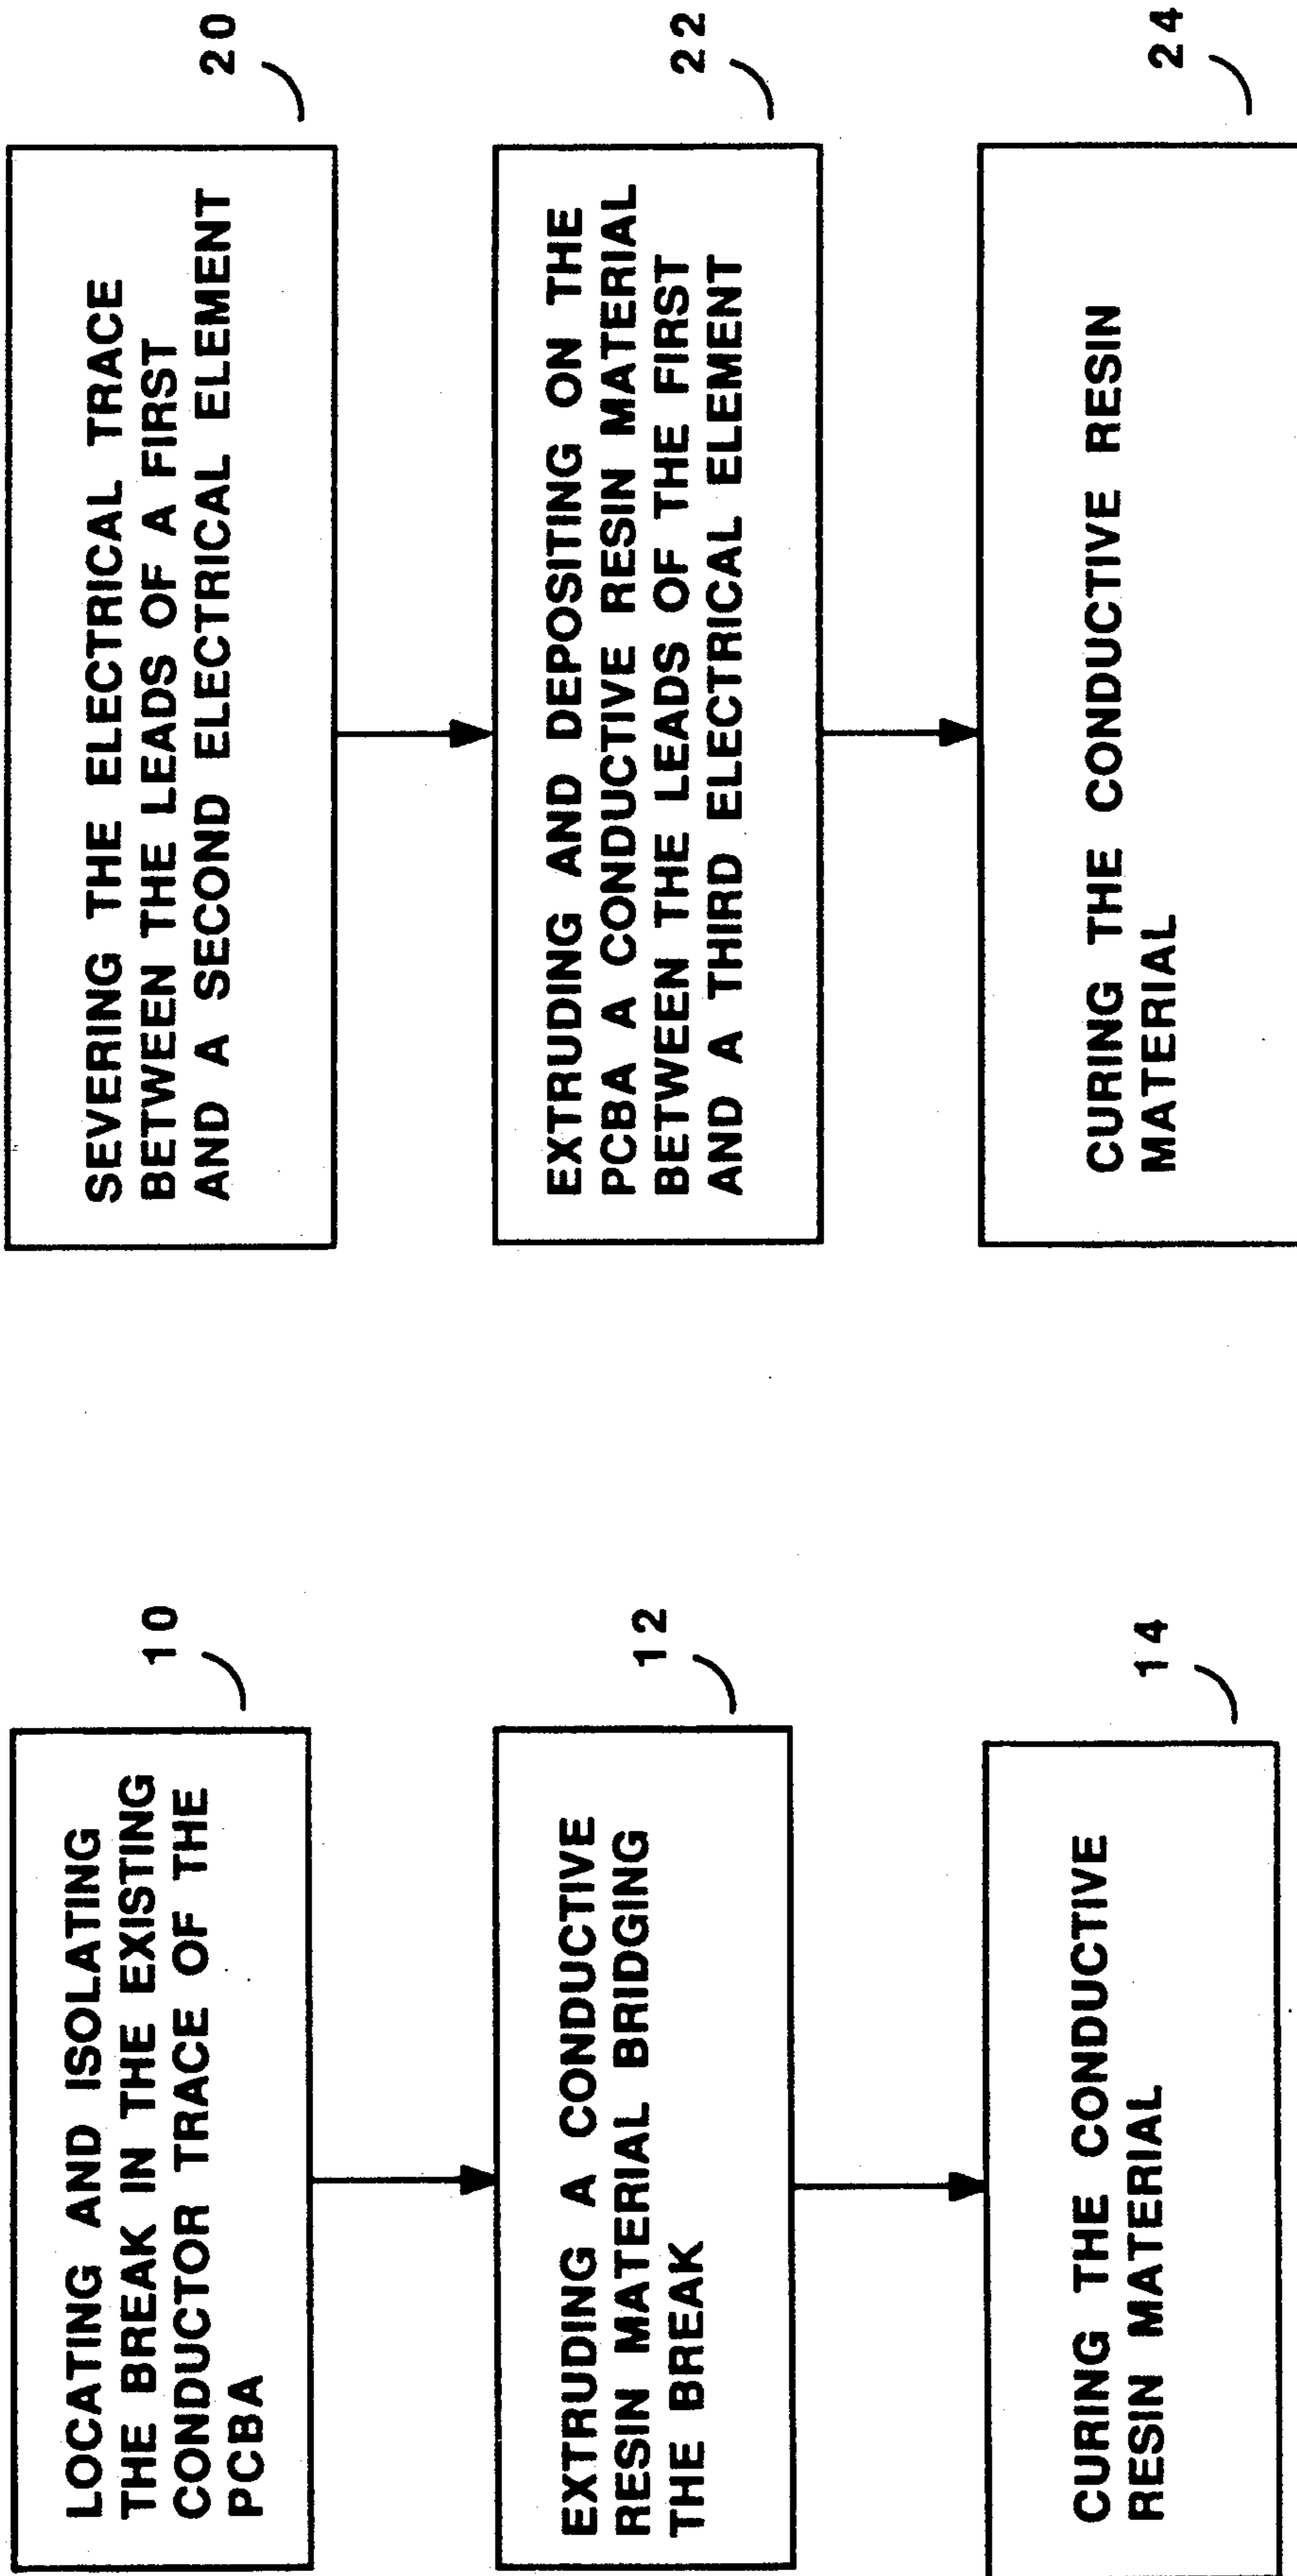 LOCATING AND ISOLATING
THE BREAK IN THE EXISTING
CONDUCTOR TRACE OF THE
PCBA
10
EXTRUDING A CONDUCTIVE
RESIN MATERIAL BRIDGING
THE BREAK
12
CURING THE CONDUCTIVE
RESIN MATERIAL
14
SEVERING THE ELECTRICAL TRACE
BETWEEN THE LEADS OF A FIRST
AND A SECOND ELECTRICAL ELEMENT
20
EXTRUDING AND DEPOSITING ON THE
PCBA A CONDUCTIVE RESIN MATERIAL
BETWEEN THE LEADS OF THE FIRST
AND A THIRD ELECTRICAL ELEMENT
22
CURING THE CONDUCTIVE RESIN
MATERIAL
24